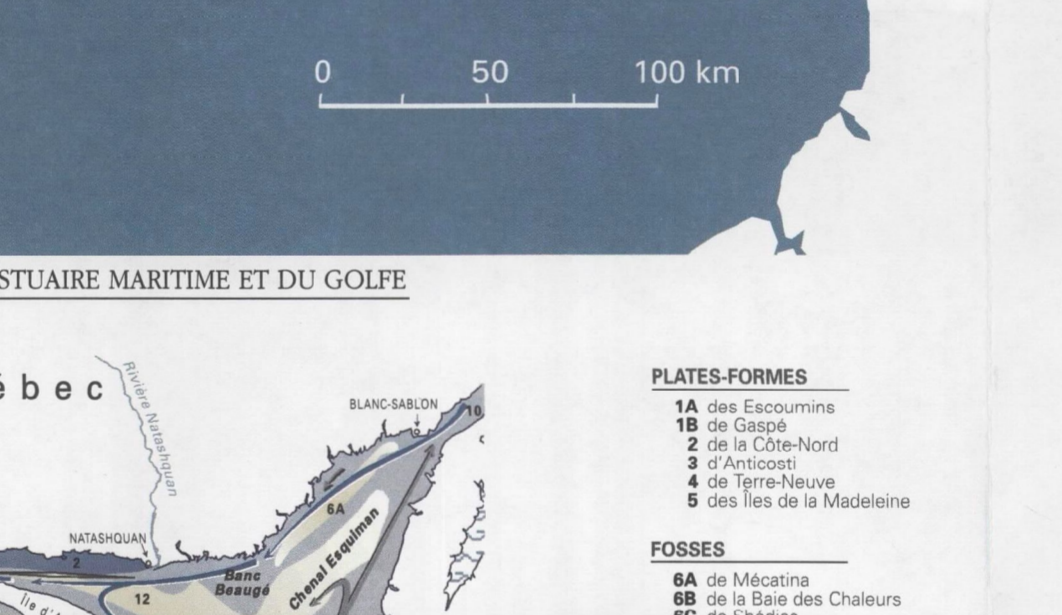 0 50 100 km
STUAIRE MARITIME ET DU GOLFE
ébec
Rivière Natashquan
BLANC-SABLON
10
6A
Chenal Esquiman
NATASHQUAN
2
Banc
Beaugé
12
Île d'
PLATES-FORMES
1A des Escoumins
1B de Gaspé
2 de la Côte-Nord
3 d'Anticosti
4 de Terre-Neuve
5 des Îles de la Madeleine
FOSSES
6A de Mécatina
6B de la Baie des Chaleurs